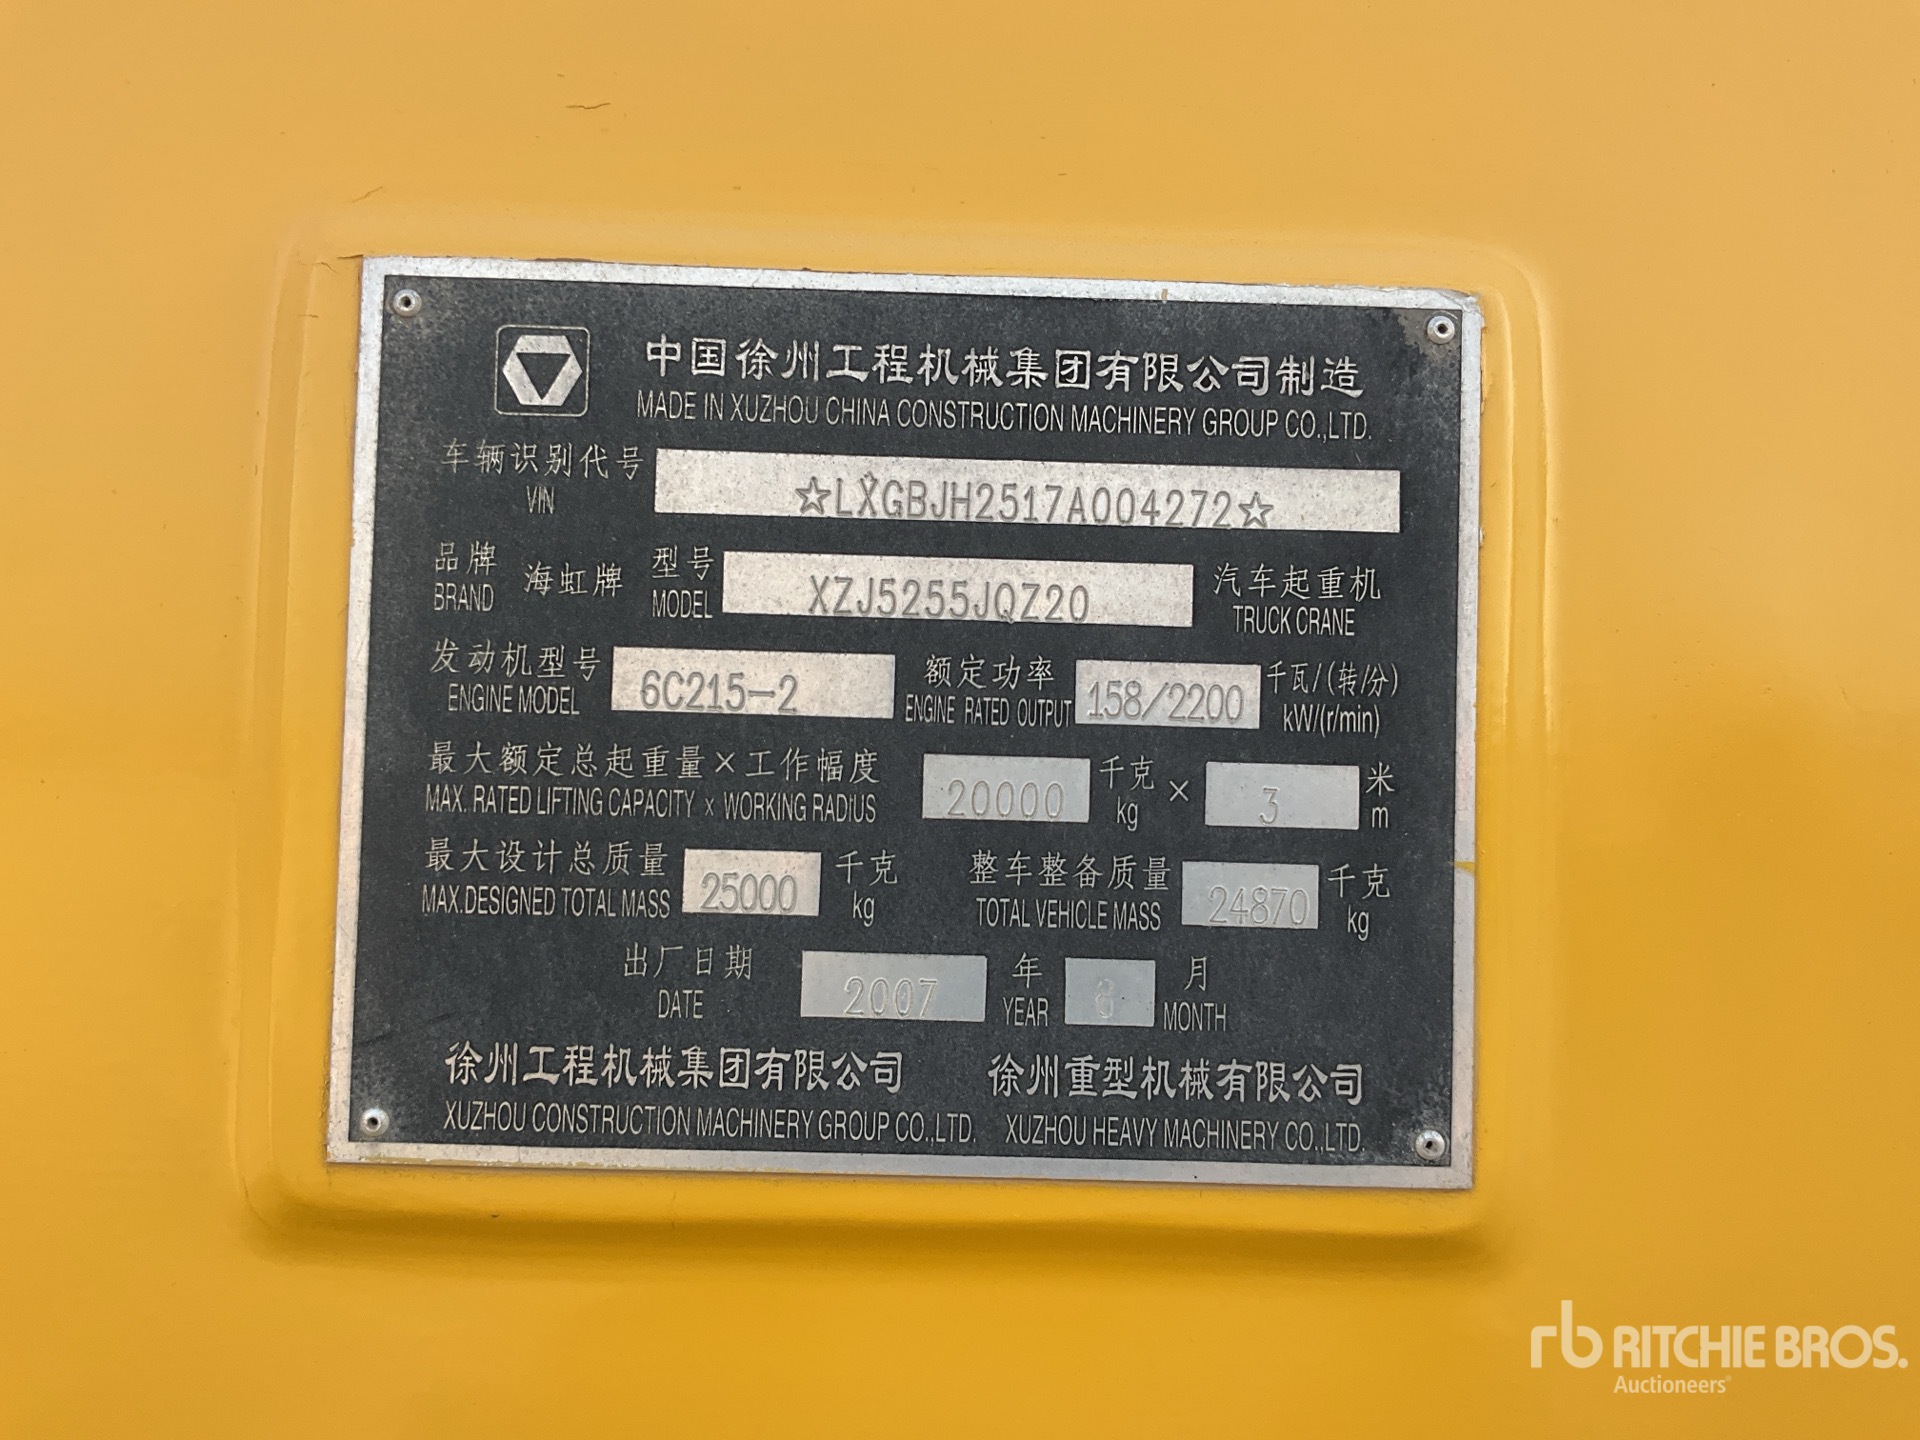 中国徐州工程机械集团有限公司制造
MADE IN XUZHOU CHINA CONSTRUCTION MACHINERY GROUP CO.,LTD.
车辆识别代号 ☆LXGBJH2517A004272☆
VIN
品牌 海虹牌 型号 XZJ5255JQZ20 汽车起重机
BRAND MODEL TRUCK CRANE
发动机型号 6C215-2 额定功率 158/2200 千瓦/(转/分)
ENGINE MODEL ENGINE RATED OUTPUT kW/(r/min)
最大额定总起重量×工作幅度 20000 千克 × 3 米
MAX. RATED LIFTING CAPACITY × WORKING RADIUS kg m
最大设计总质量 25000 千克 整车整备质量 24870 千克
MAX.DESIGNED TOTAL MASS kg TOTAL VEHICLE MASS kg
出厂日期 2007 年 月
DATE YEAR MONTH
徐州工程机械集团有限公司 徐州重型机械有限公司
XUZHOU CONSTRUCTION MACHINERY GROUP CO.,LTD. XUZHOU HEAVY MACHINERY CO.,LTD.
rb RITCHIE BROS.
Auctioneers